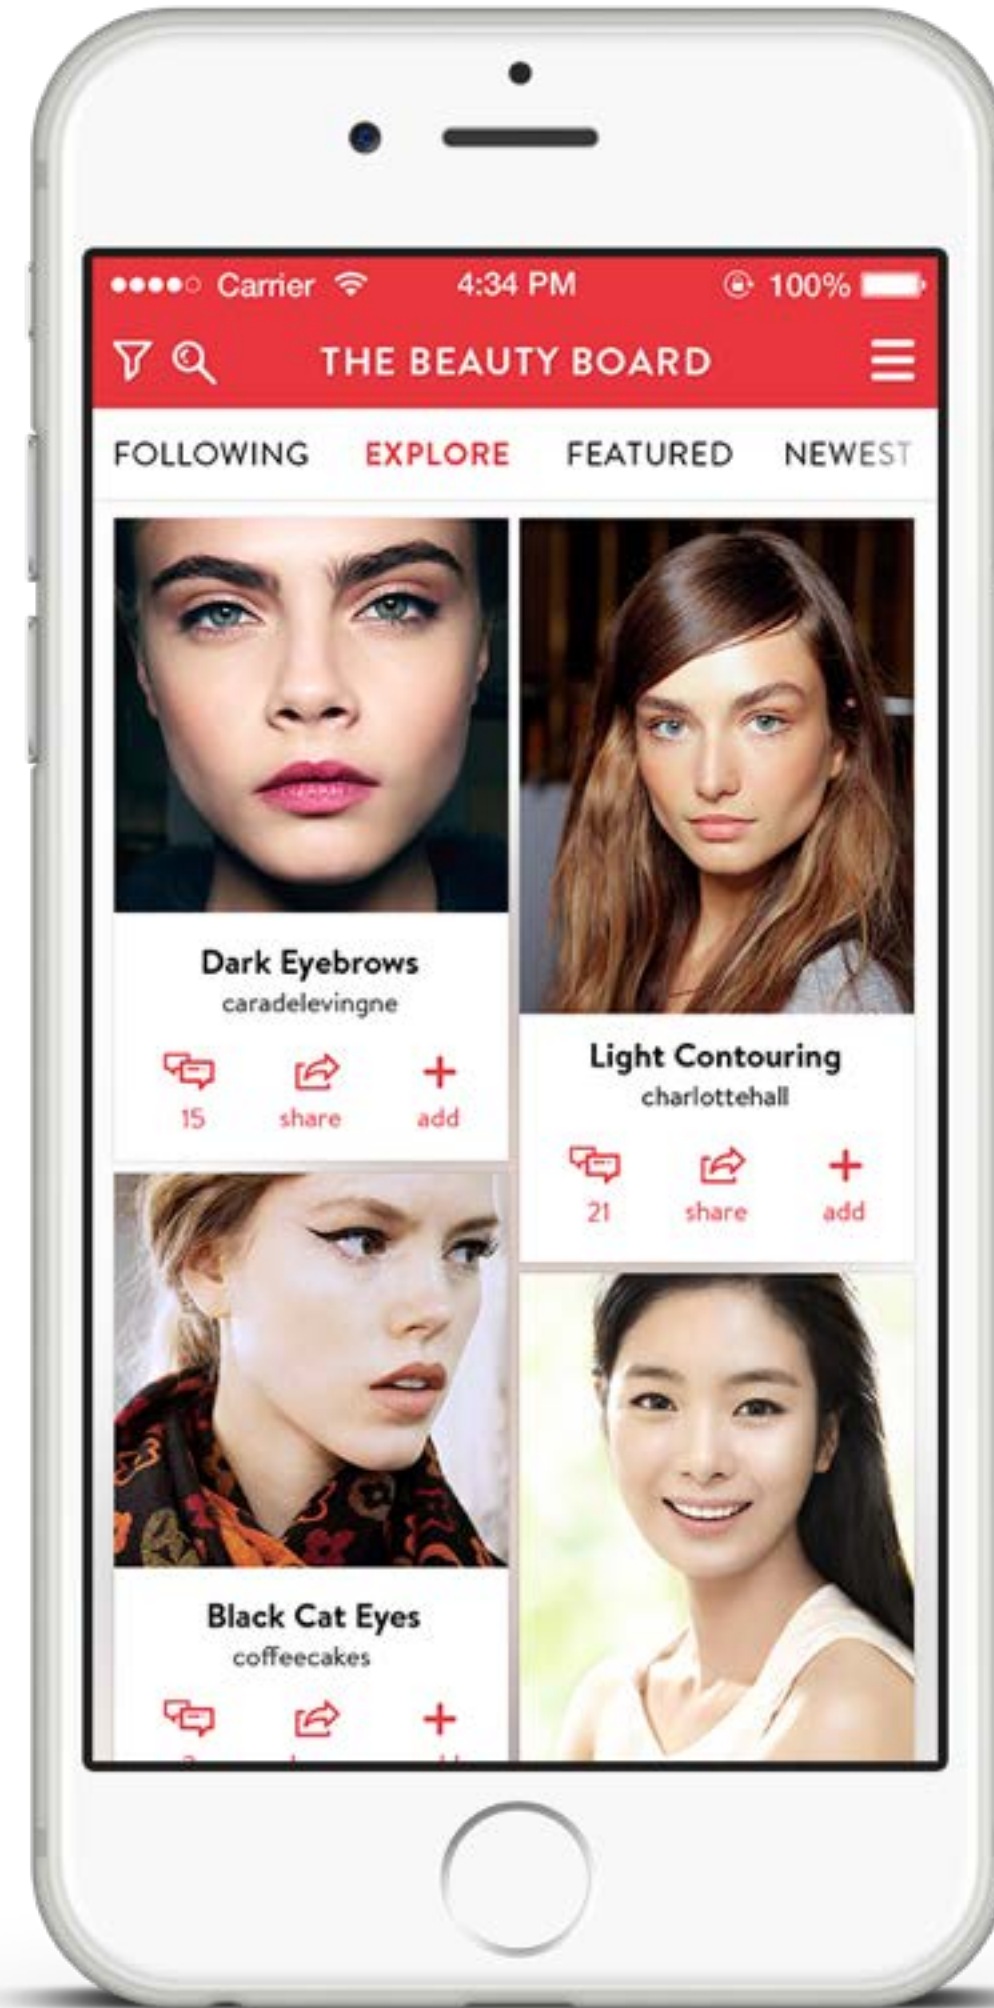 Carrier 4:34 PM 100%
THE BEAUTY BOARD
FOLLOWING EXPLORE FEATURED NEWEST
Dark Eyebrows
caradelevingne
15 share add
Light Contouring
charlottehall
21 share add
Black Cat Eyes
coffeecakes